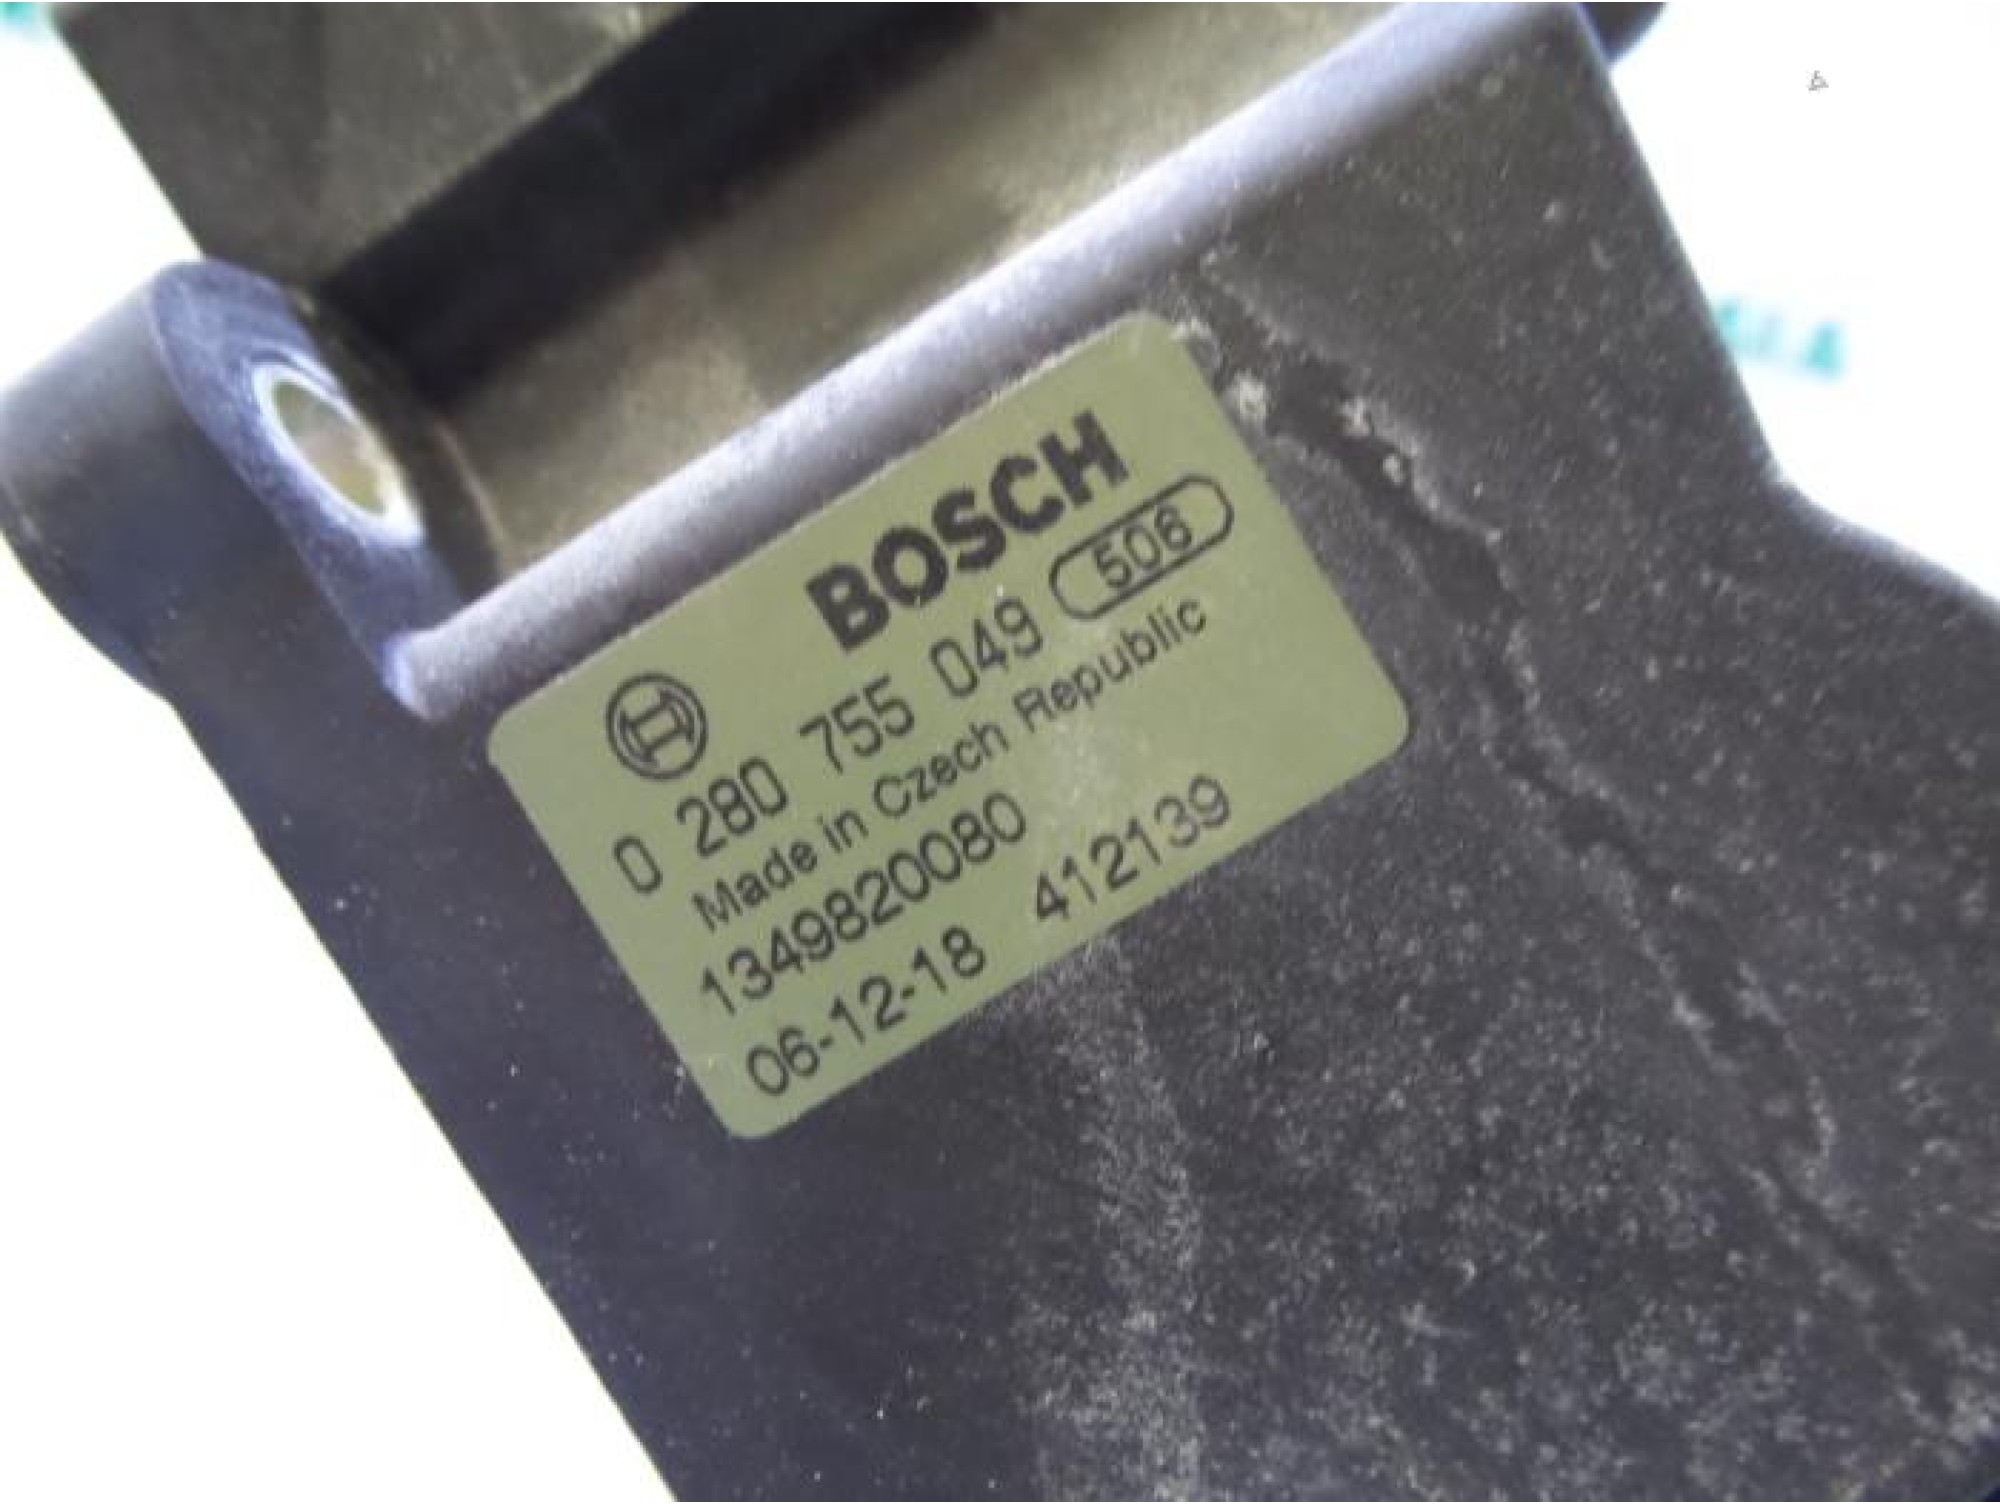 BOSCH
0 280 755 049 506
Made in Czech Republic
1349820080
06-12-18 412139